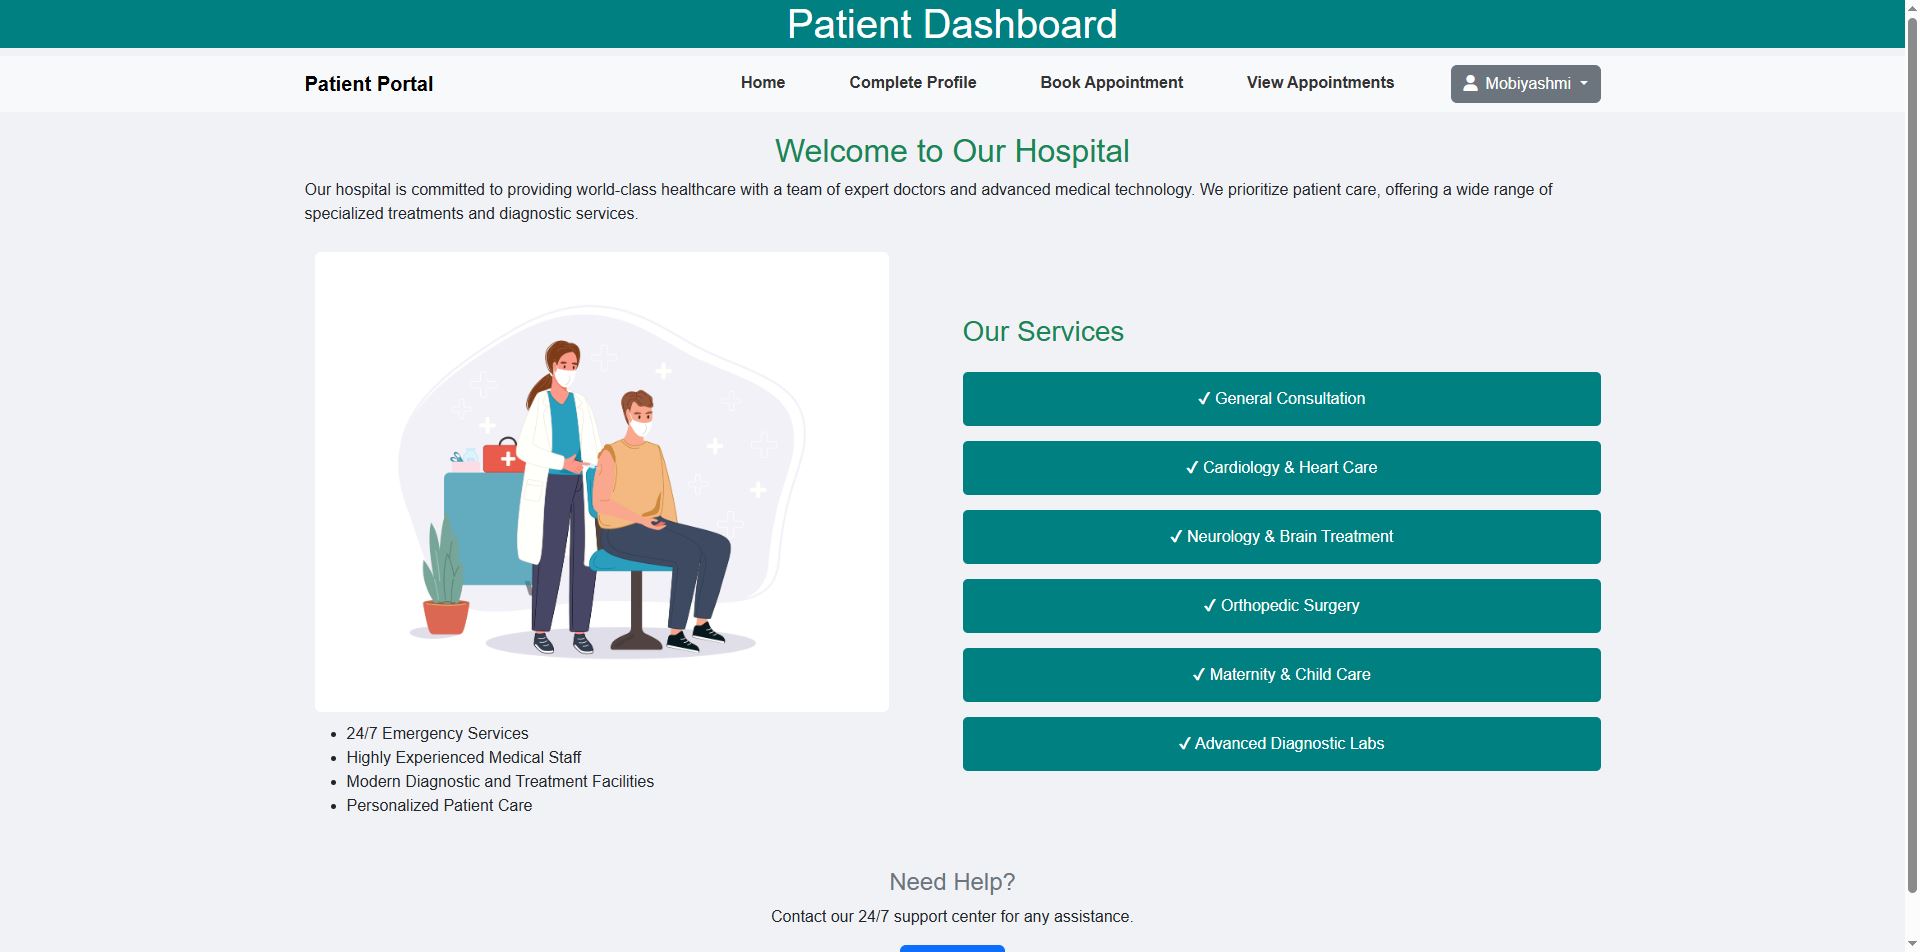 Patient Dashboard
Patient Portal
Home
Complete Profile
Book Appointment
View Appointments
Mobiyashmi
Welcome to Our Hospital
Our hospital is committed to providing world-class healthcare with a team of expert doctors and advanced medical technology. We prioritize patient care, offering a wide range of
specialized treatments and diagnostic services.
24/7 Emergency Services
Highly Experienced Medical Staff
Modern Diagnostic and Treatment Facilities
Personalized Patient Care
Our Services
✓ General Consultation
✓ Cardiology & Heart Care
✓ Neurology & Brain Treatment
✓ Orthopedic Surgery
✓ Maternity & Child Care
✓ Advanced Diagnostic Labs
Need Help?
Contact our 24/7 support center for any assistance.